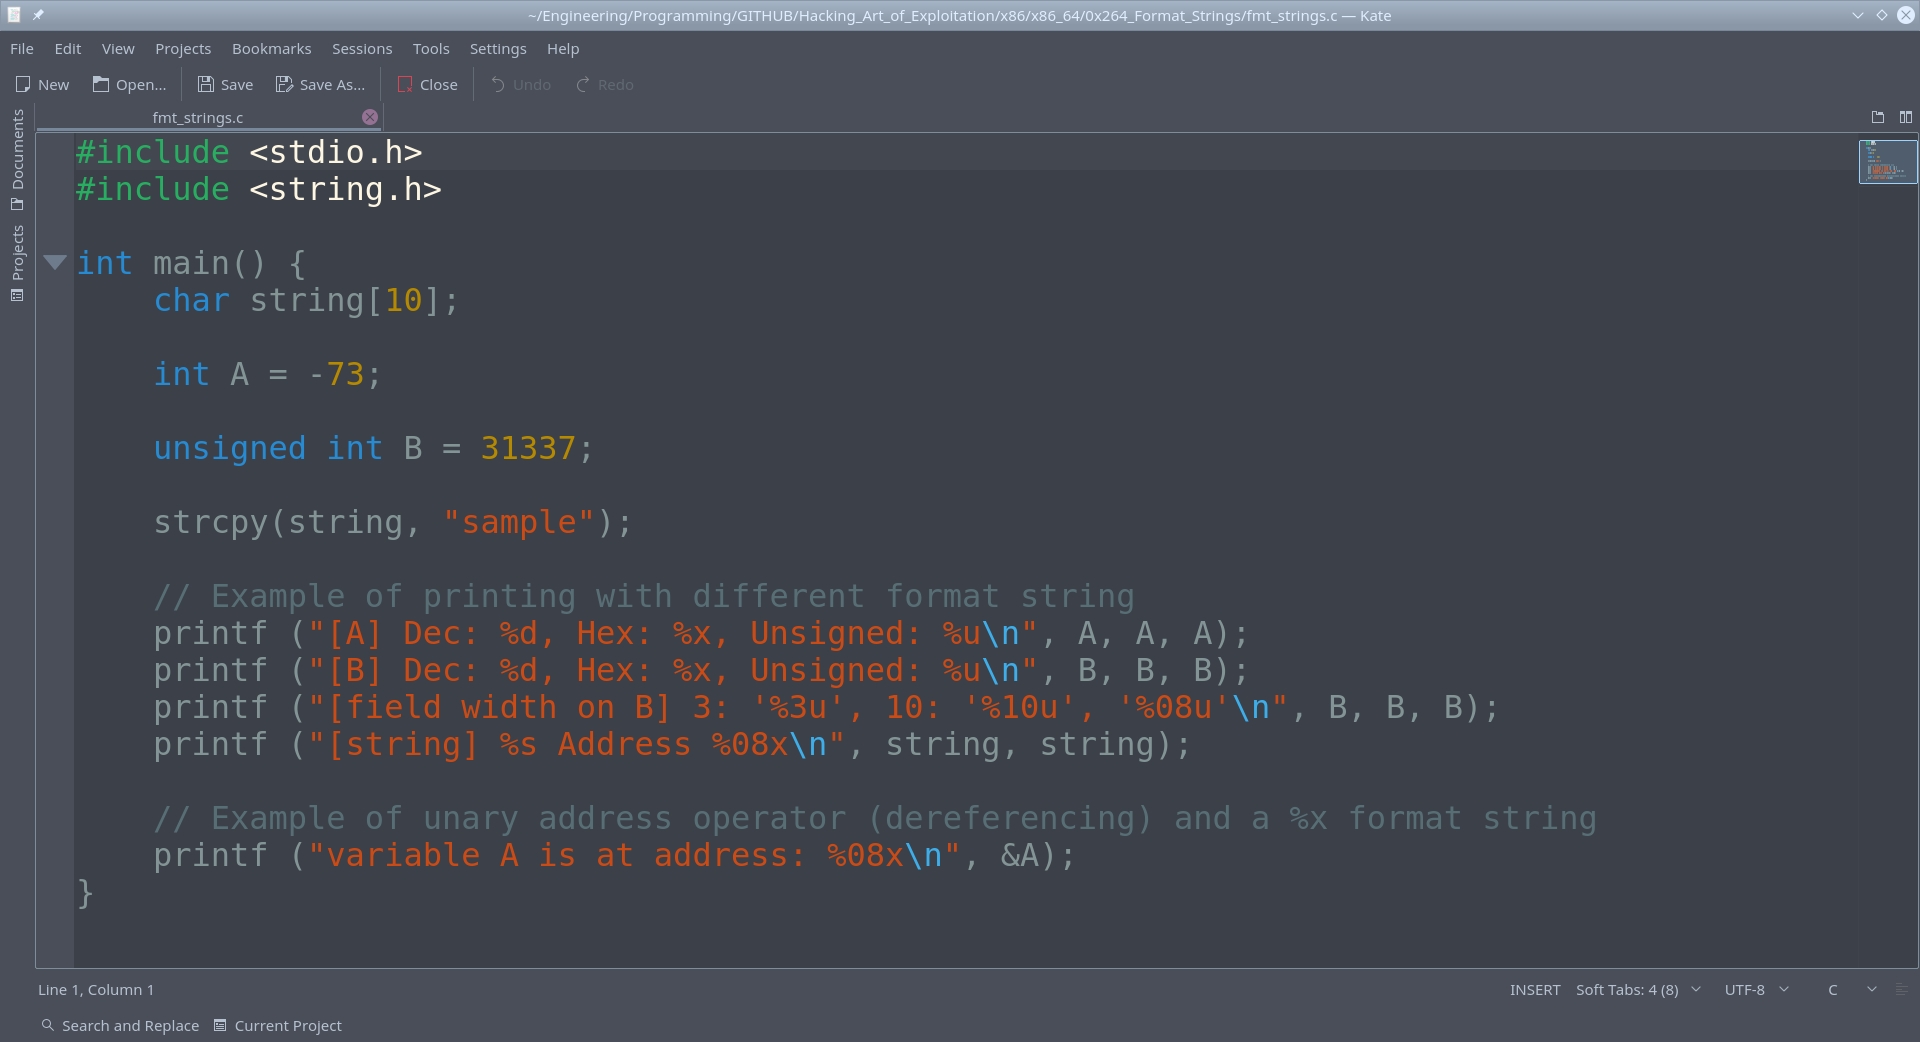 ~/Engineering/Programming/GITHUB/Hacking_Art_of_Exploitation/x86/x86_64/0x264_Format_Strings/fmt_strings.c — Kate
File Edit View Projects Bookmarks Sessions Tools Settings Help
New Open... Save Save As... Close Undo Redo
Documents
Projects
fmt_strings.c
#include <stdio.h>
#include <string.h>
int main() {
    char string[10];
    int A = -73;
    unsigned int B = 31337;
    strcpy(string, "sample");
    // Example of printing with different format string
    printf ("[A] Dec: %d, Hex: %x, Unsigned: %u\n", A, A, A);
    printf ("[B] Dec: %d, Hex: %x, Unsigned: %u\n", B, B, B);
    printf ("[field width on B] 3: '%3u', 10: '%10u', '%08u'\n", B, B, B);
    printf ("[string] %s Address %08x\n", string, string);
    // Example of unary address operator (dereferencing) and a %x format string
    printf ("variable A is at address: %08x\n", &A);
}
Line 1, Column 1 INSERT Soft Tabs: 4 (8) UTF-8 C
Search and Replace Current Project